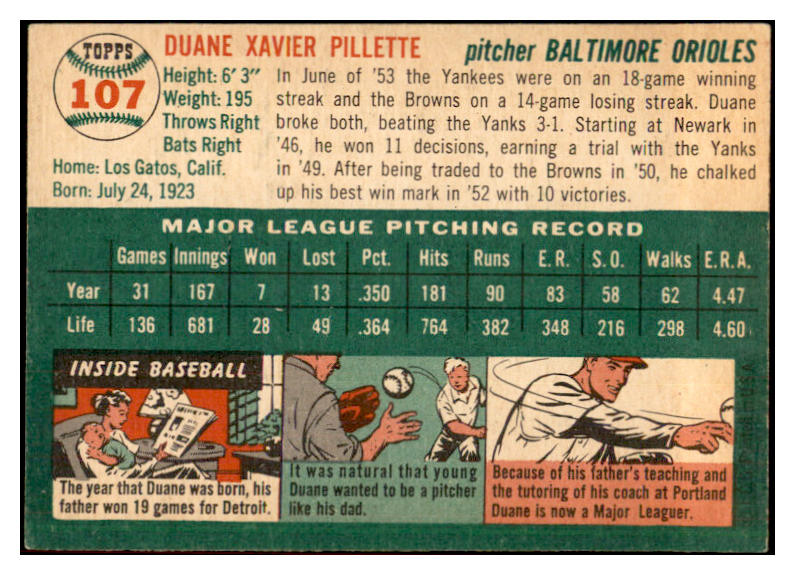 TOPPS
107
DUANE XAVIER PILLETTE
pitcher BALTIMORE ORIOLES
Height: 6' 3"
Weight: 195
Throws Right
Bats Right
Home: Los Gatos, Calif.
Born: July 24, 1923
In June of '53 the Yankees were on an 18-game winning
streak and the Browns on a 14-game losing streak. Duane
broke both, beating the Yanks 3-1. Starting at Newark in
'46, he won 11 decisions, earning a trial with the Yanks
in '49. After being traded to the Browns in '50, he chalked
up his best win mark in '52 with 10 victories.
MAJOR LEAGUE PITCHING RECORD
Games Innings Won Lost Pct. Hits Runs E.R. S.O. Walks E.R.A.
Year 31 167 7 13 .350 181 90 83 58 62 4.47
Life 136 681 28 49 .364 764 382 348 216 298 4.60
INSIDE BASEBALL
The year that Duane was born, his
father won 19 games for Detroit.
It was natural that young
Duane wanted to be a pitcher
like his dad.
Because of his father's teaching and
the tutoring of his coach at Portland
Duane is now a Major Leaguer.